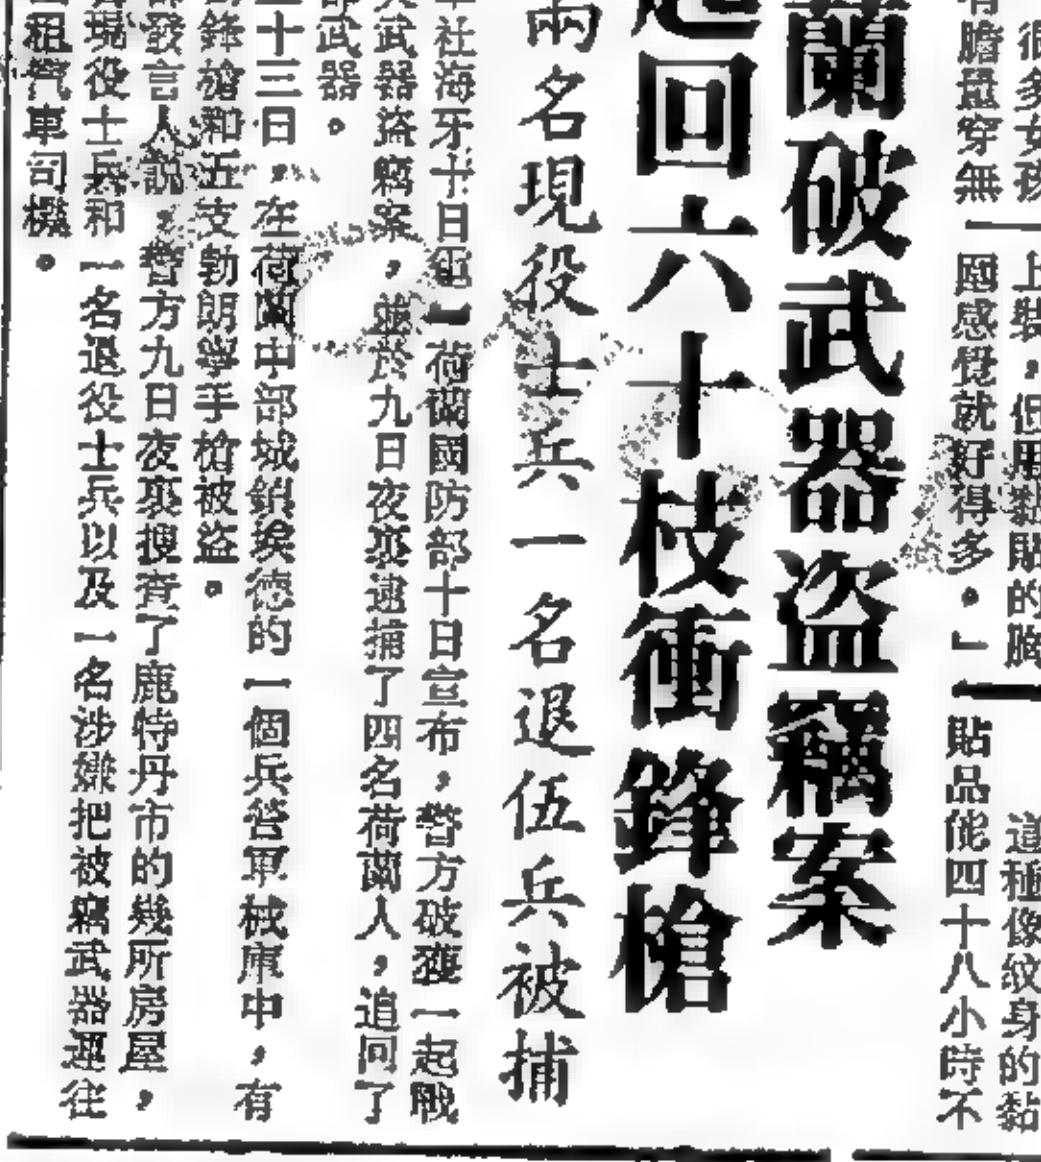 很多女孩
上裝，但用黏貼的胸
這種像紋身的黏
有膽量穿無
感覺就好得多。」
貼品能四十八小時不
蘭破武器盜竊案
起回六十枝衝鋒槍
兩名現役士兵一名退伍兵被捕
社海牙十日電】荷蘭國防部十日宣布，警方破獲一起戰
武器盜竊案，並於九日夜裏逮捕了四名荷蘭人，追回了
部武器。
十三日，在荷蘭中部城鎮埃德的一個兵營軍械庫中，有
鋒槍和五支勃朗寧手槍被盜。
發言人說，警方九日夜裏搜查了鹿特丹市的幾所房屋，
現役士兵和一名退役士兵以及一名涉嫌把被竊武器運往
租汽車司機。